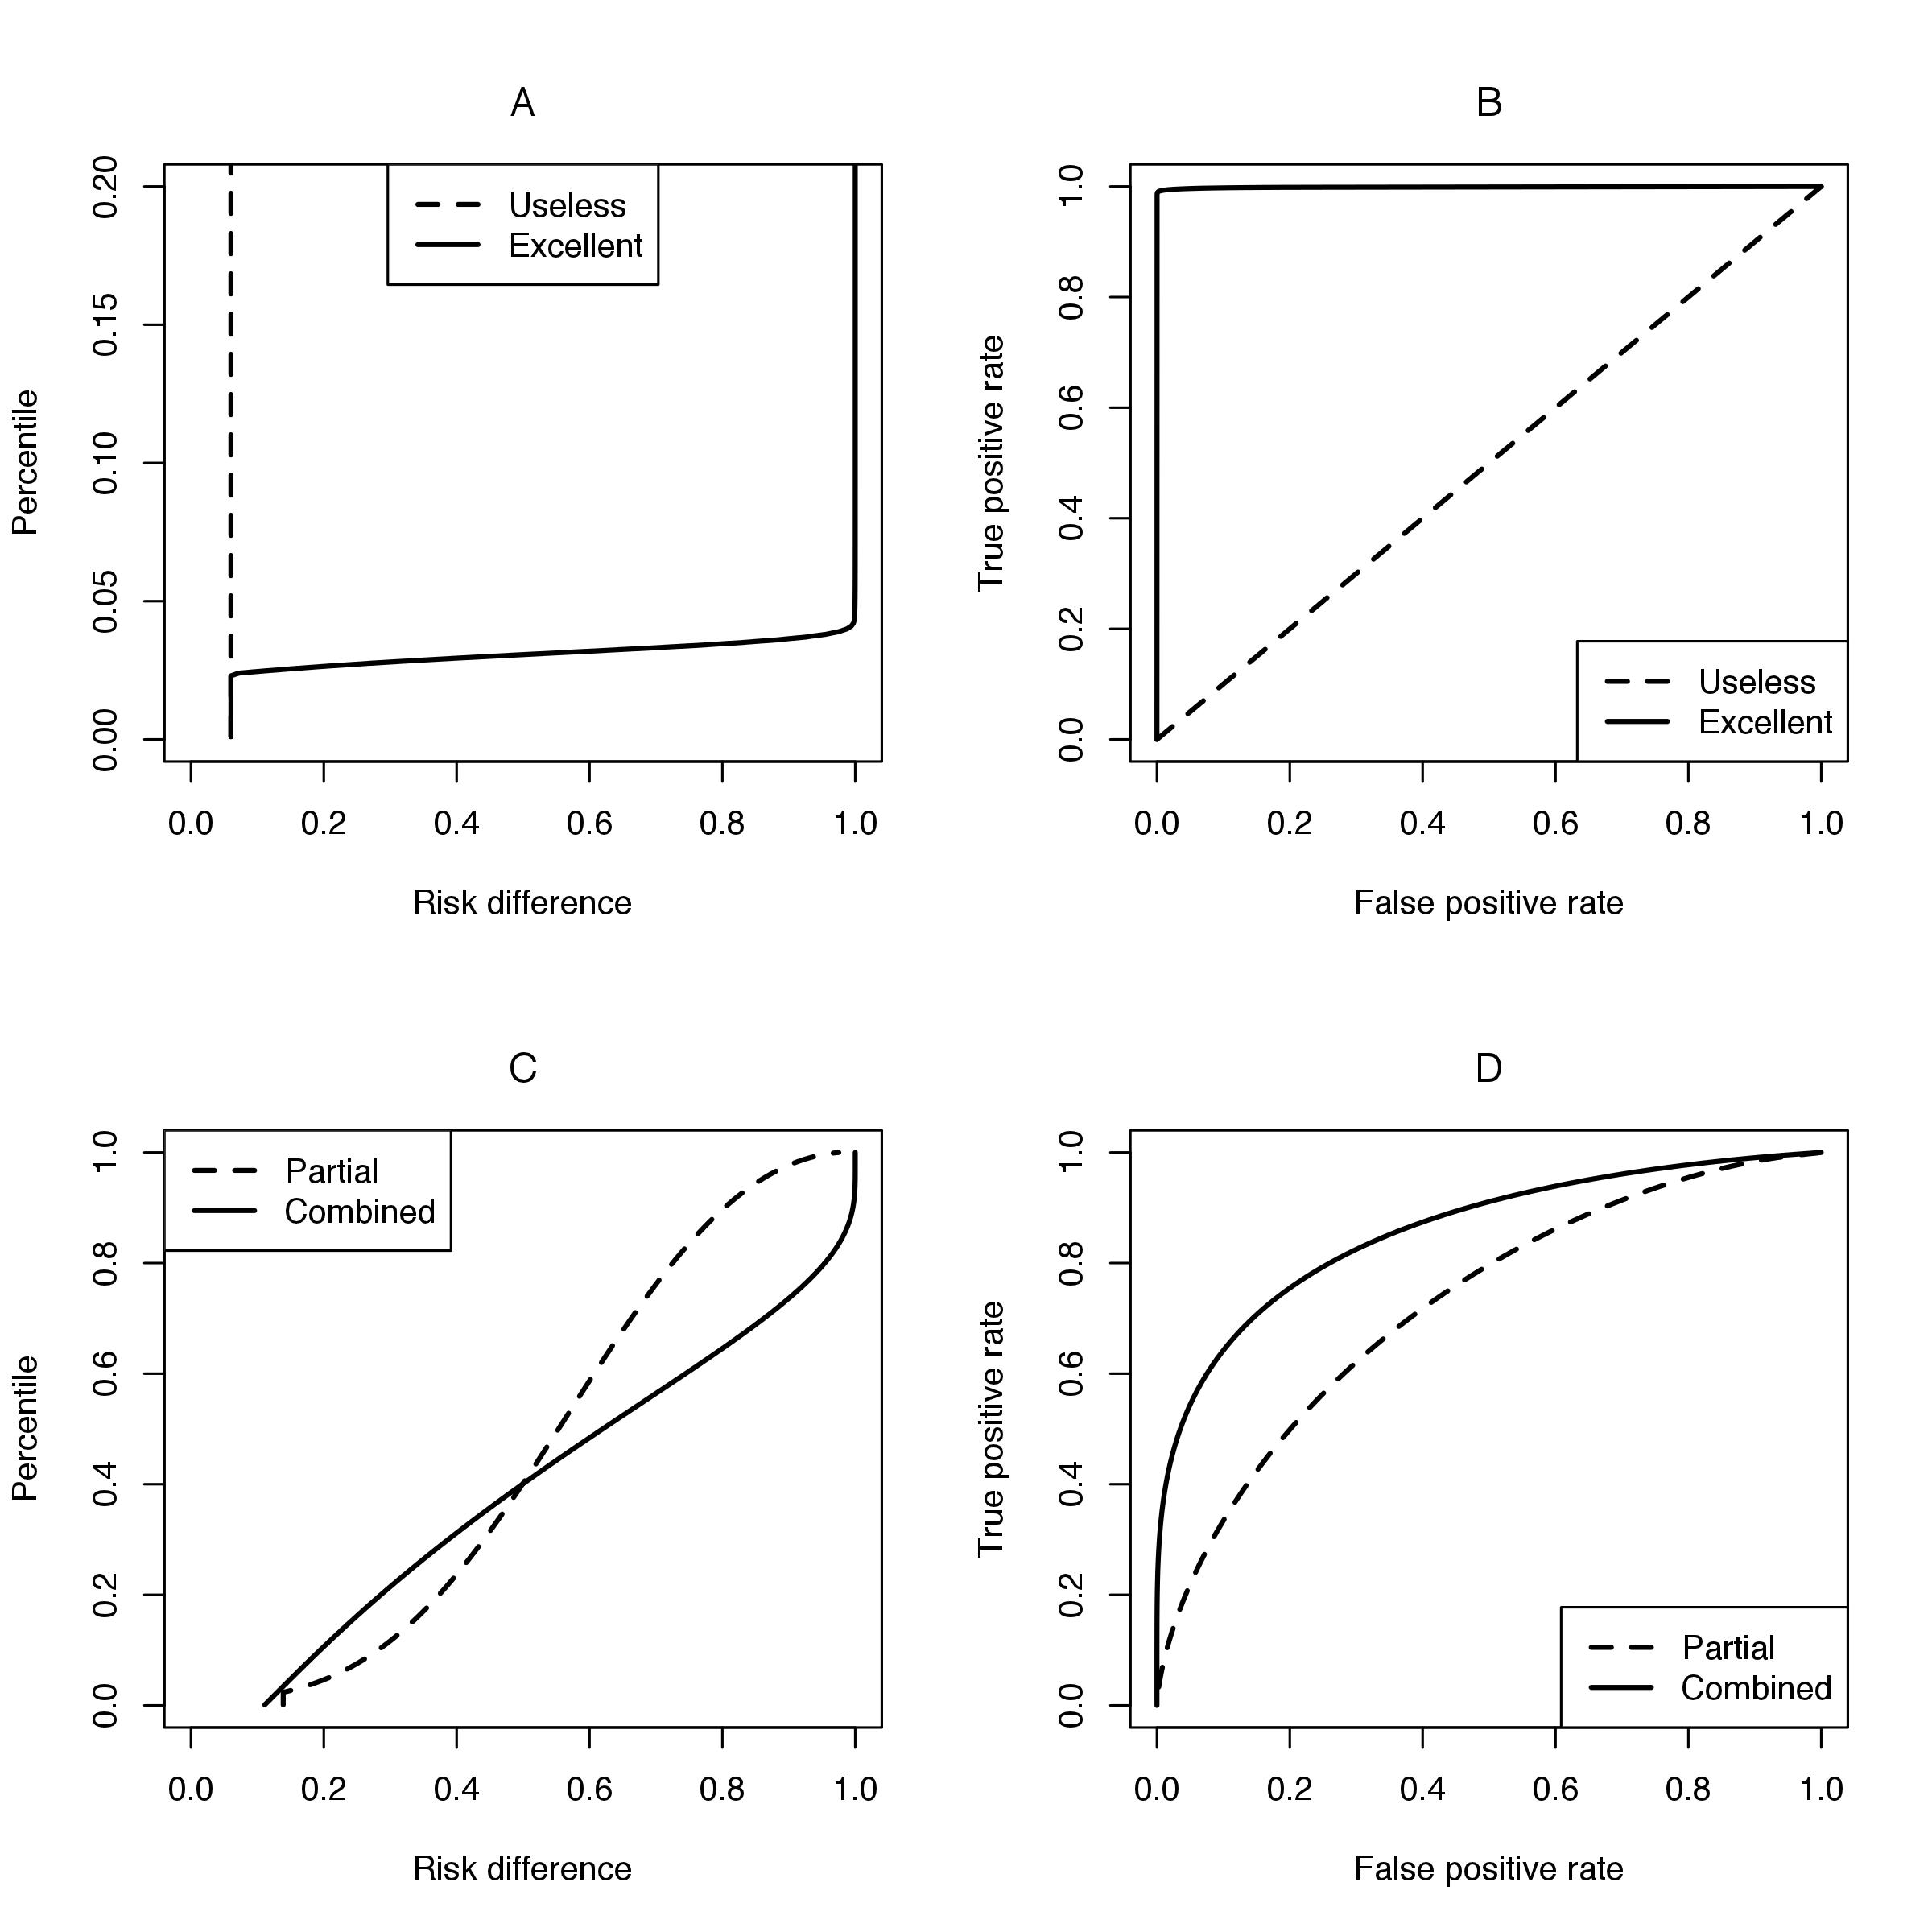 A
Percentile
0.20
0.15
0.10
0.05
0.00
Useless
Excellent
0.0 0.2 0.4 0.6 0.8 1.0
Risk difference
B
True positive rate
1.0
0.8
0.6
0.4
0.2
0.0
Useless
Excellent
0.0 0.2 0.4 0.6 0.8 1.0
False positive rate
C
Percentile
1.0
0.8
0.6
0.4
0.2
0.0
Partial
Combined
0.0 0.2 0.4 0.6 0.8 1.0
Risk difference
D
True positive rate
1.0
0.8
0.6
0.4
0.2
0.0
Partial
Combined
0.0 0.2 0.4 0.6 0.8 1.0
False positive rate